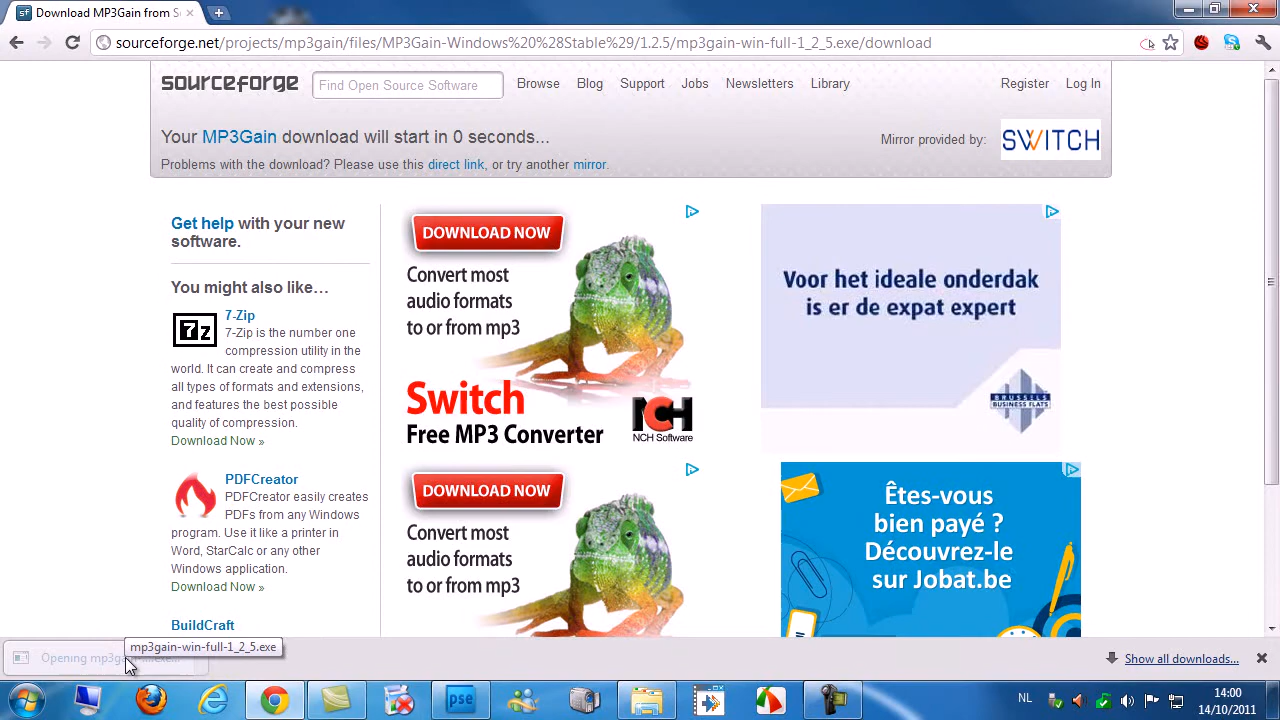 Download MP3Gain from S
sourceforge.net/projects/mp3gain/files/MP3Gain-Windows%20%28Stable%29/1.2.5/mp3gain-win-full-1_2_5.exe/download
sourceforge
Find Open Source Software
Browse
Blog
Support
Jobs
Newsletters
Library
Register
Log In
Your MP3Gain download will start in 0 seconds...
Problems with the download? Please use this direct link, or try another mirror.
Mirror provided by:
SWITCH
Get help with your new
software.
You might also like…
7z
7-Zip
7-Zip is the number one
compression utility in the
world. It can create and compress
all types of formats and extensions,
and features the best possible
quality of compression.
Download Now »
PDFCreator
PDFCreator easily creates
PDFs from any Windows
program. Use it like a printer in
Word, StarCalc or any other
Windows application.
Download Now »
BuildCraft
DOWNLOAD NOW
Convert most
audio formats
to or from mp3
Switch
Free MP3 Converter
NCH
NCH Software
Voor het ideale onderdak
is er de expat expert
BRUSSELS
BUSINESS FLATS
DOWNLOAD NOW
Convert most
audio formats
to or from mp3
Êtes-vous
bien payé ?
Découvrez-le
sur Jobat.be
mp3gain-win-full-1_2_5.exe
Opening
Show all downloads...
pse
NL
14:00
14/10/2011